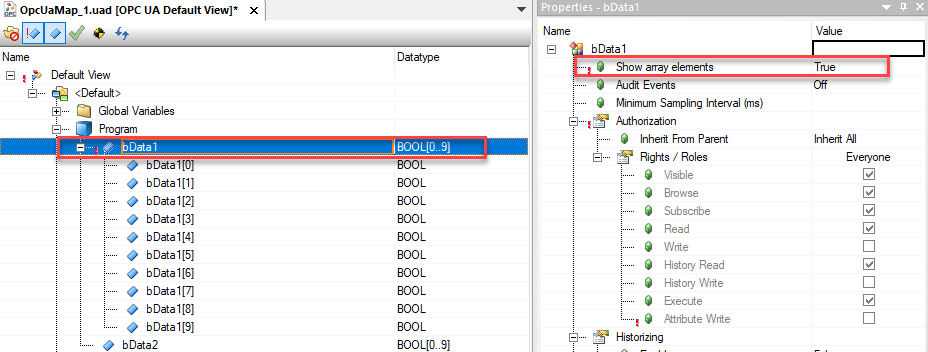 OpcUaMap_1.uad [OPC UA Default View]*
Name Datatype
Default View
<Default>
Global Variables
Program
bData1 BOOL[0..9]
bData1[0] BOOL
bData1[1] BOOL
bData1[2] BOOL
bData1[3] BOOL
bData1[4] BOOL
bData1[5] BOOL
bData1[6] BOOL
bData1[7] BOOL
bData1[8] BOOL
bData1[9] BOOL
bData2 BOOL[0..9]
Properties - bData1
Name Value
bData1
Show array elements True
Audit Events Off
Minimum Sampling Interval (ms)
Authorization
Inherit From Parent Inherit All
Rights / Roles Everyone
Visible
Browse
Subscribe
Read
Write
History Read
History Write
Execute
Attribute Write
Historizing